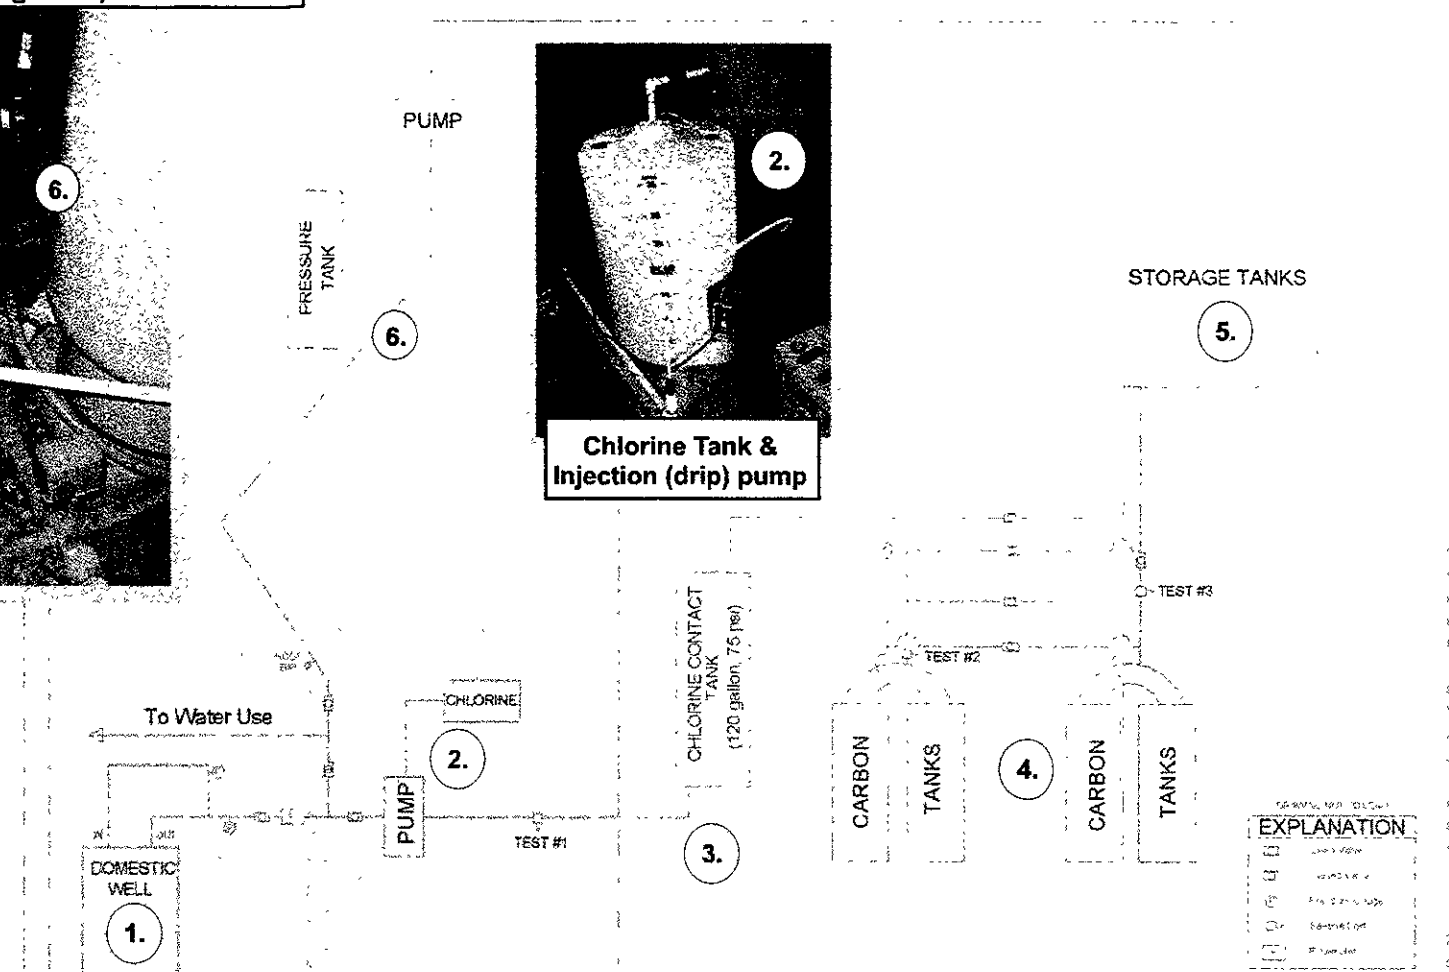 PUMP
2.
6.
PRESSURE
TANK
STORAGE TANKS
5.
6.
Chlorine Tank &
Injection (drip) pump
TEST #3
CHLORINE CONTACT
TANK
(120 gallon, 75 psi)
TEST #2
CHLORINE
To Water Use
2.
CARBON
TANKS
4.
CARBON
TANKS
PUMP
TEST #1
3.
IN
OUT
EXPLANATION
DOMESTIC
WELL
1.